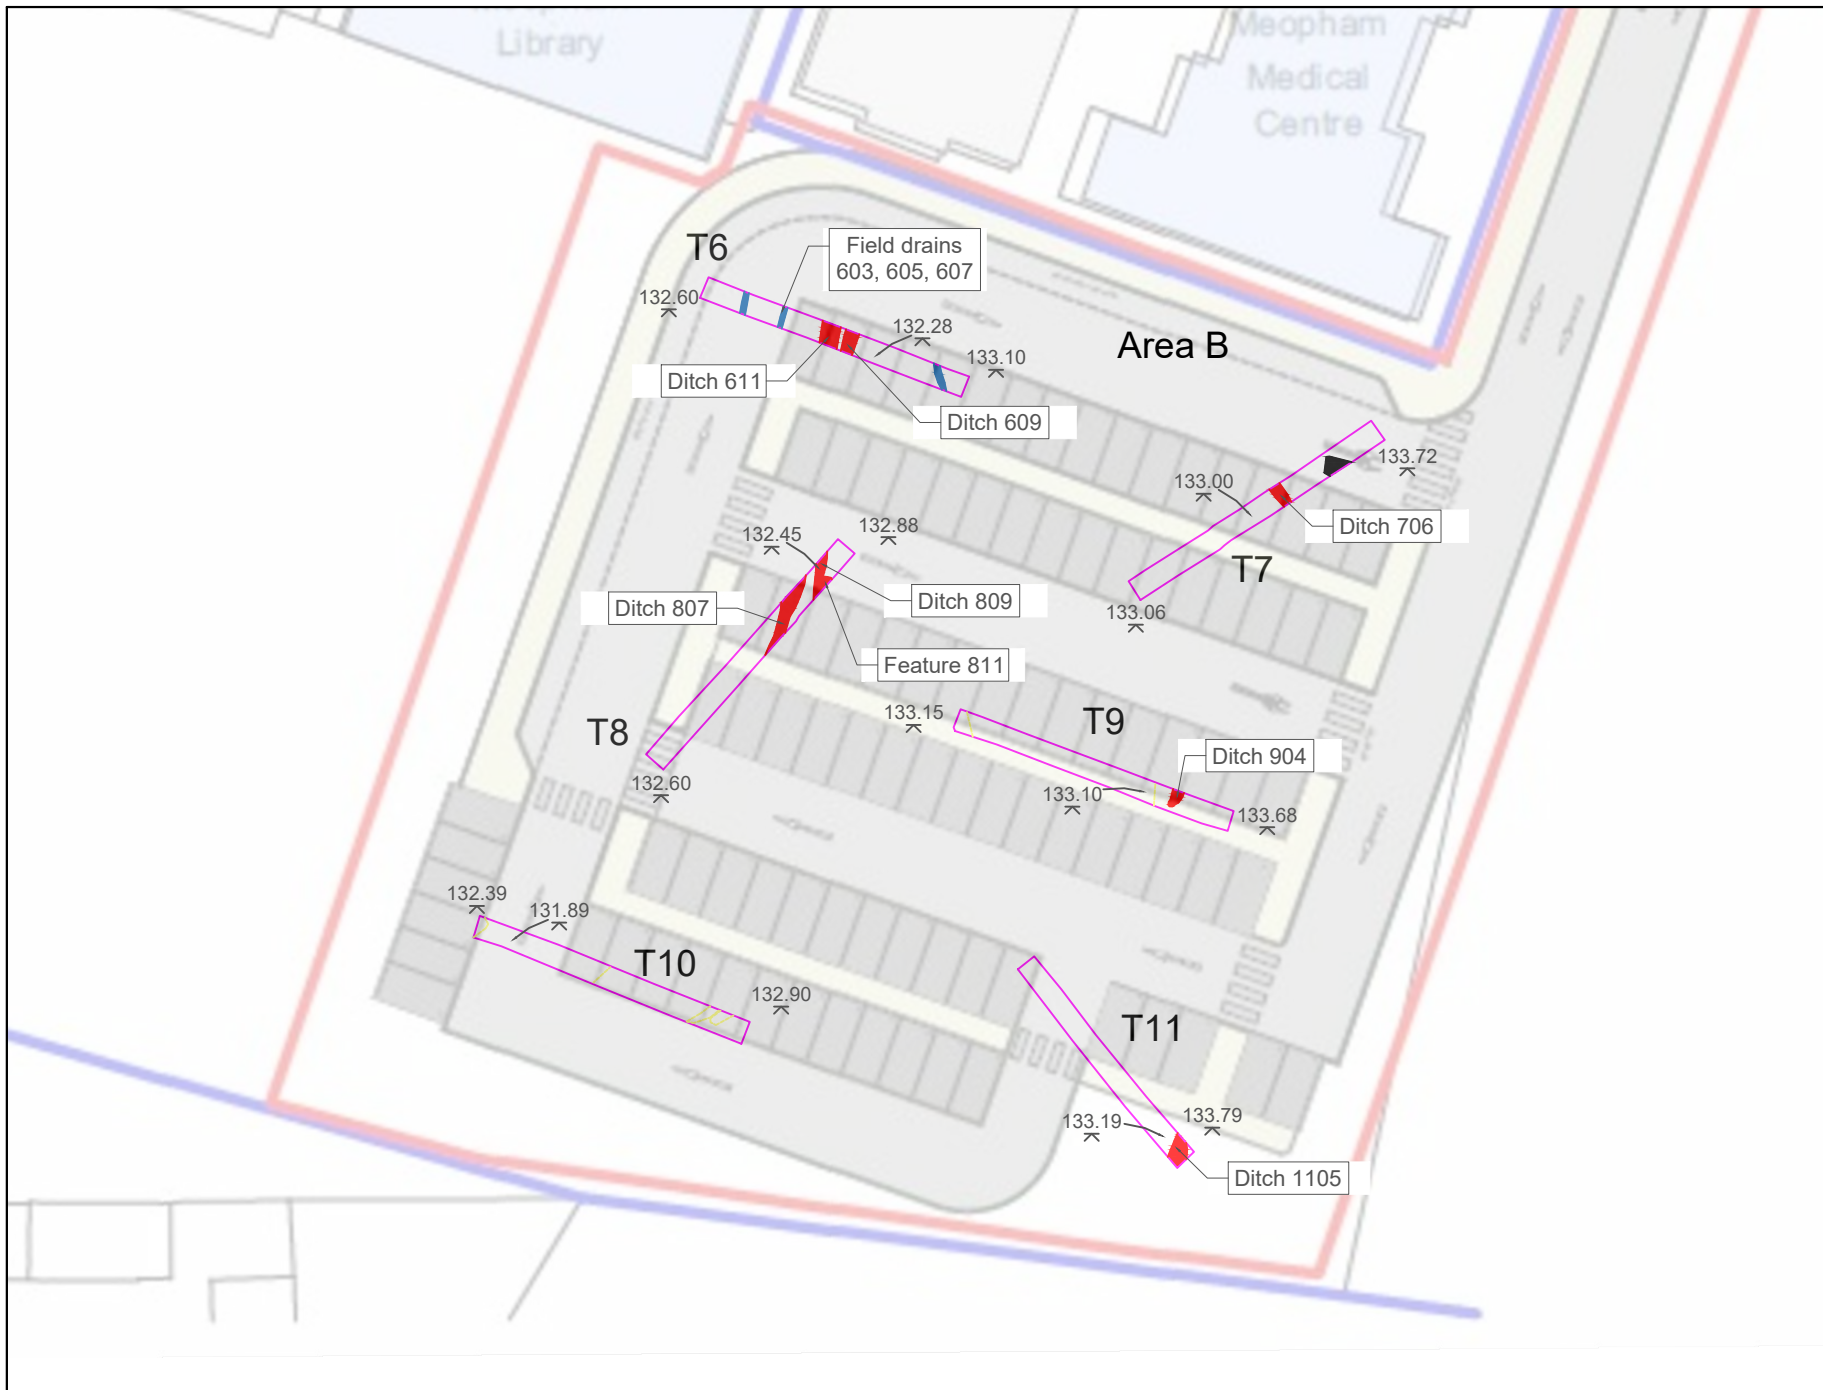 Library
Meopham
Medical
Centre
T6
Field drains
603, 605, 607
132.60
132.28
Area B
133.10
Ditch 611
Ditch 609
133.72
133.00
Ditch 706
132.88
132.45
T7
Ditch 809
Ditch 807
133.06
Feature 811
133.15
T9
T8
Ditch 904
132.60
133.10
133.68
132.39
131.89
T10
132.90
T11
133.19
133.79
Ditch 1105